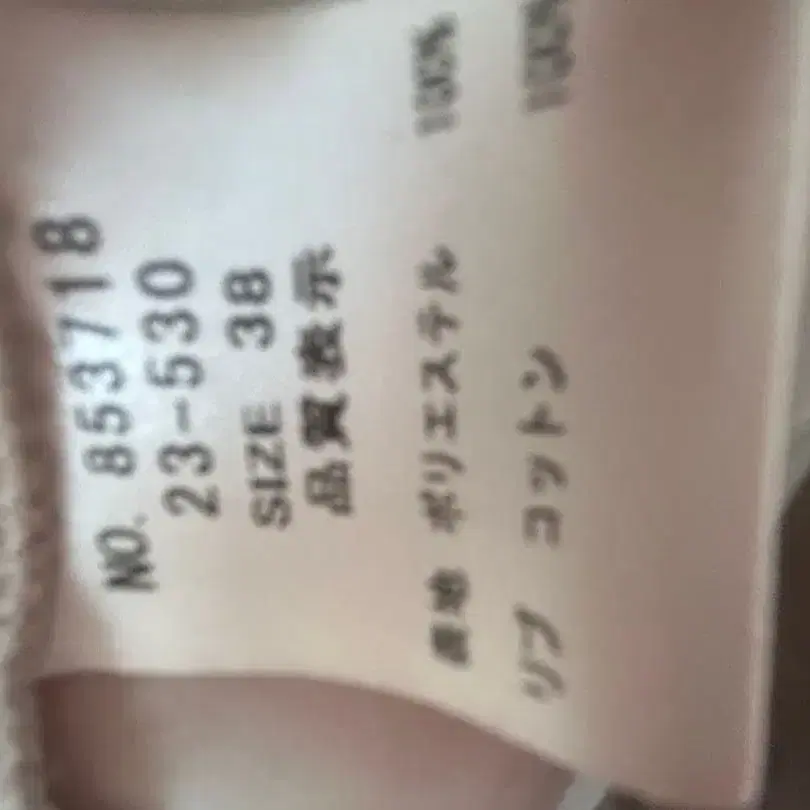 NO. 853718
23-530
SIZE 38
品質表示
表地 ポリエステル 100%
リブ コットン 100%